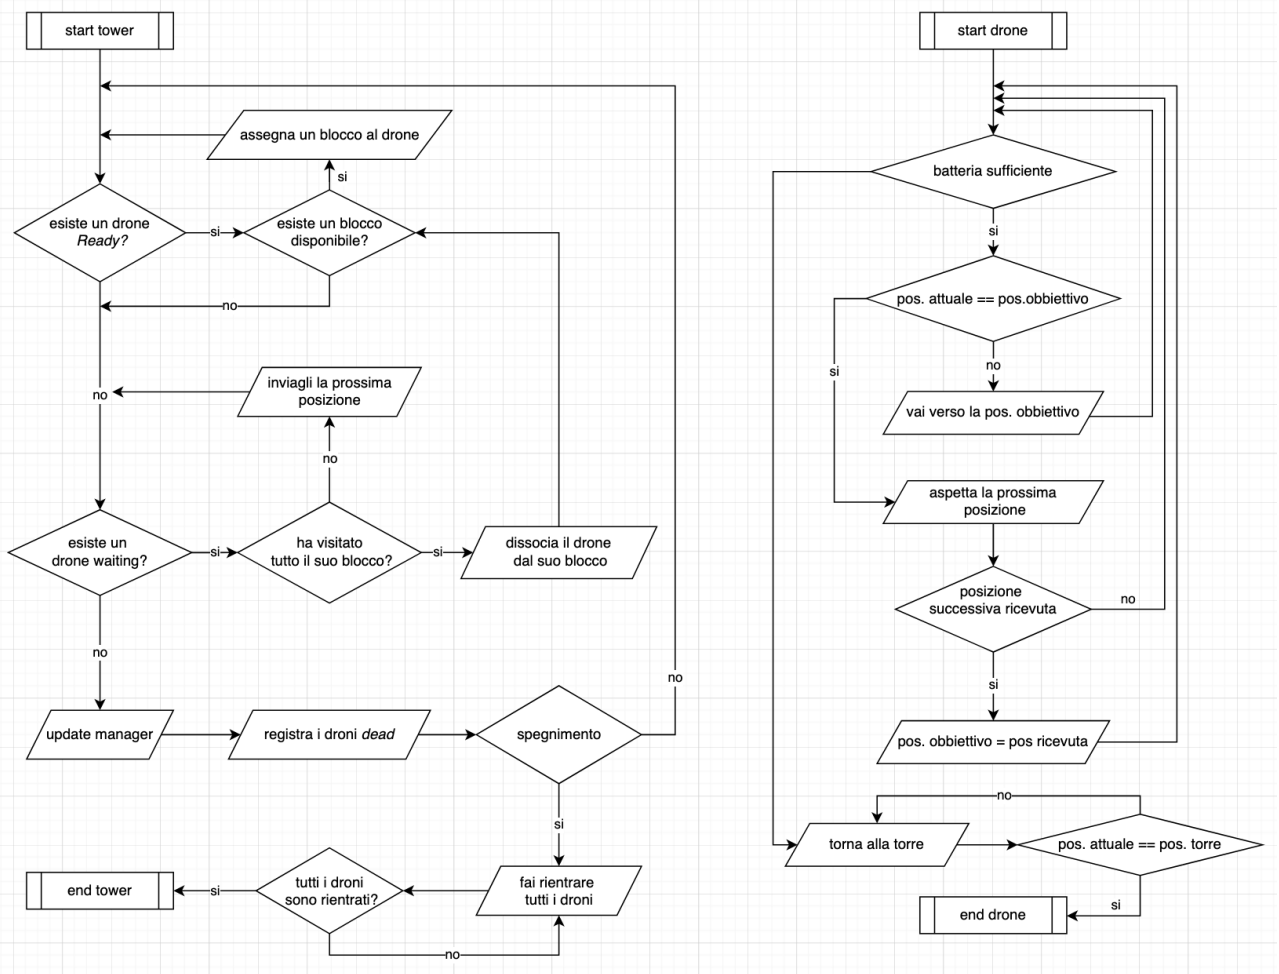 start tower
assegna un blocco al drone
si
esiste un drone
Ready?
si
esiste un blocco
disponibile?
no
inviagli la prossima
posizione
no
no
esiste un
drone waiting?
si
ha visitato
tutto il suo blocco?
si
dissocia il drone
dal suo blocco
no
no
update manager
registra i droni dead
spegnimento
si
fai rientrare
tutti i droni
tutti i droni
sono rientrati?
si
end tower
no
start drone
batteria sufficiente
si
pos. attuale == pos.obbiettivo
si
no
vai verso la pos. obbiettivo
aspetta la prossima
posizione
posizione
successiva ricevuta
no
si
pos. obbiettivo = pos ricevuta
no
torna alla torre
pos. attuale == pos. torre
si
end drone